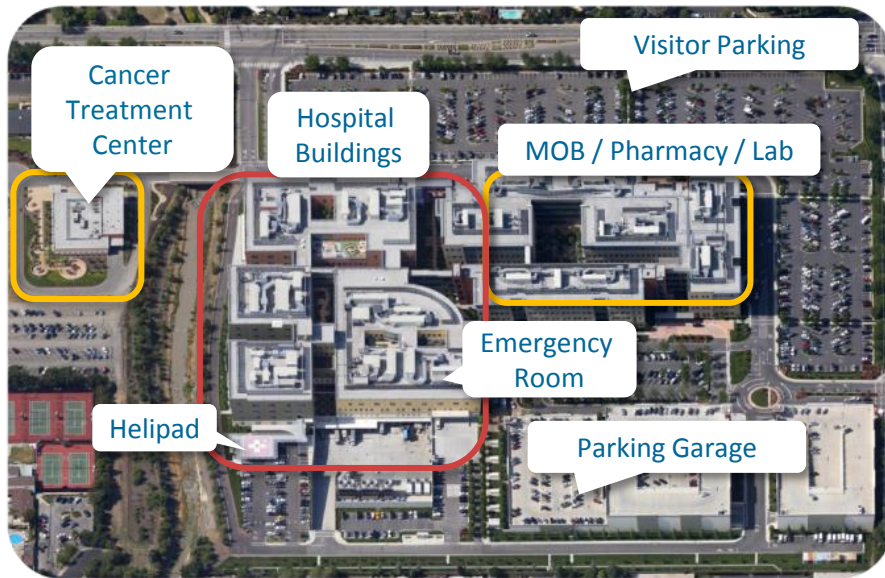 Visitor Parking
Cancer
Treatment
Center
Hospital
Buildings
MOB / Pharmacy / Lab
Emergency
Room
Helipad
Parking Garage